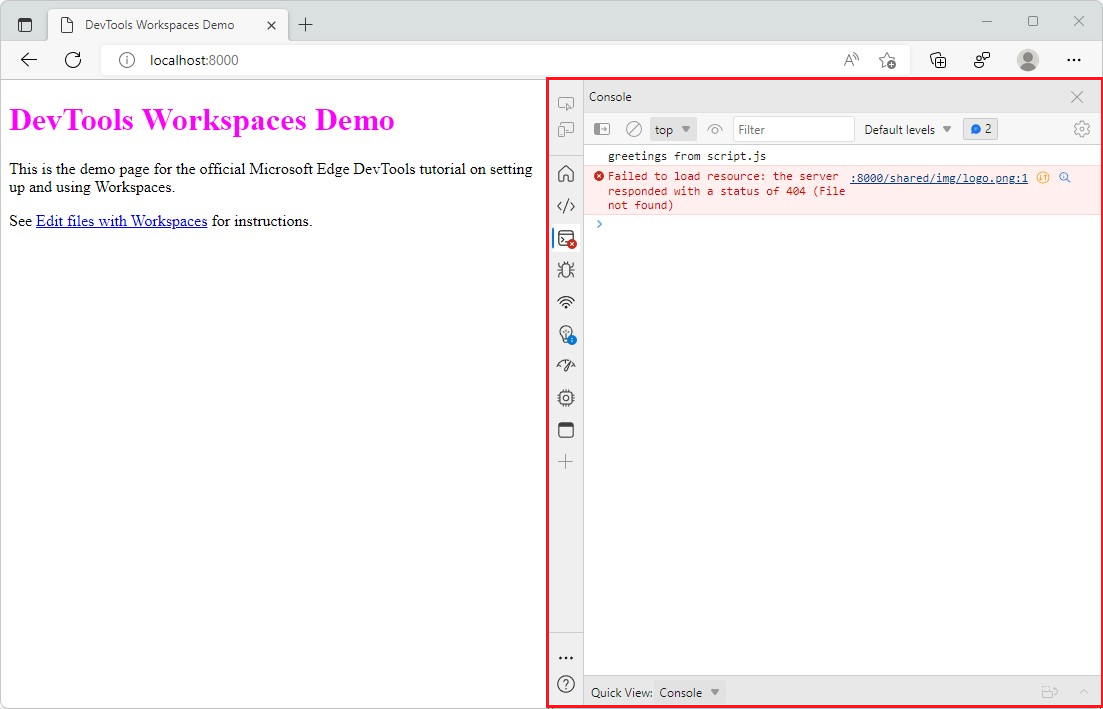 DevTools Workspaces Demo
localhost:8000
DevTools Workspaces Demo
This is the demo page for the official Microsoft Edge DevTools tutorial on setting
up and using Workspaces.
See Edit files with Workspaces for instructions.
Console
top
Filter
Default levels
2
greetings from script.js
Failed to load resource: the server :8000/shared/img/logo.png:1
responded with a status of 404 (File
not found)
Quick View: Console